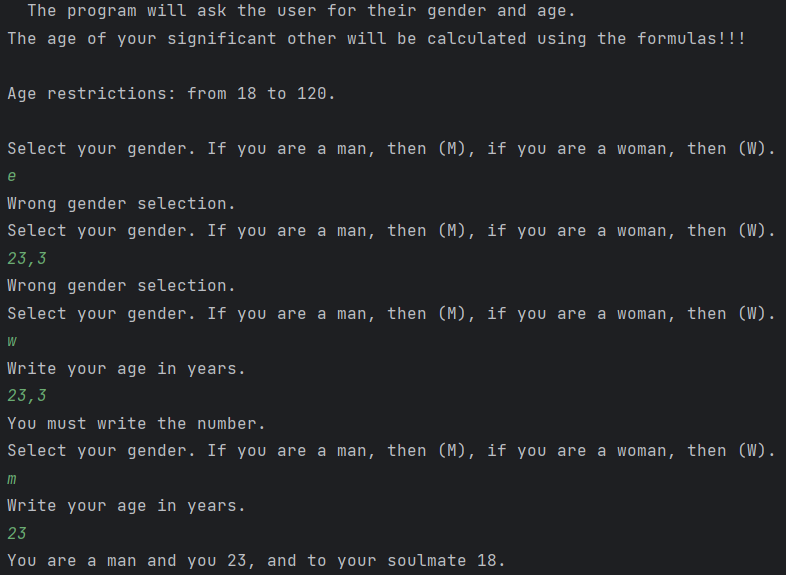 The program will ask the user for their gender and age.
The age of your significant other will be calculated using the formulas!!!
Age restrictions: from 18 to 120.
Select your gender. If you are a man, then (M), if you are a woman, then (W).
e
Wrong gender selection.
Select your gender. If you are a man, then (M), if you are a woman, then (W).
23,3
Wrong gender selection.
Select your gender. If you are a man, then (M), if you are a woman, then (W).
w
Write your age in years.
23,3
You must write the number.
Select your gender. If you are a man, then (M), if you are a woman, then (W).
m
Write your age in years.
23
You are a man and you 23, and to your soulmate 18.